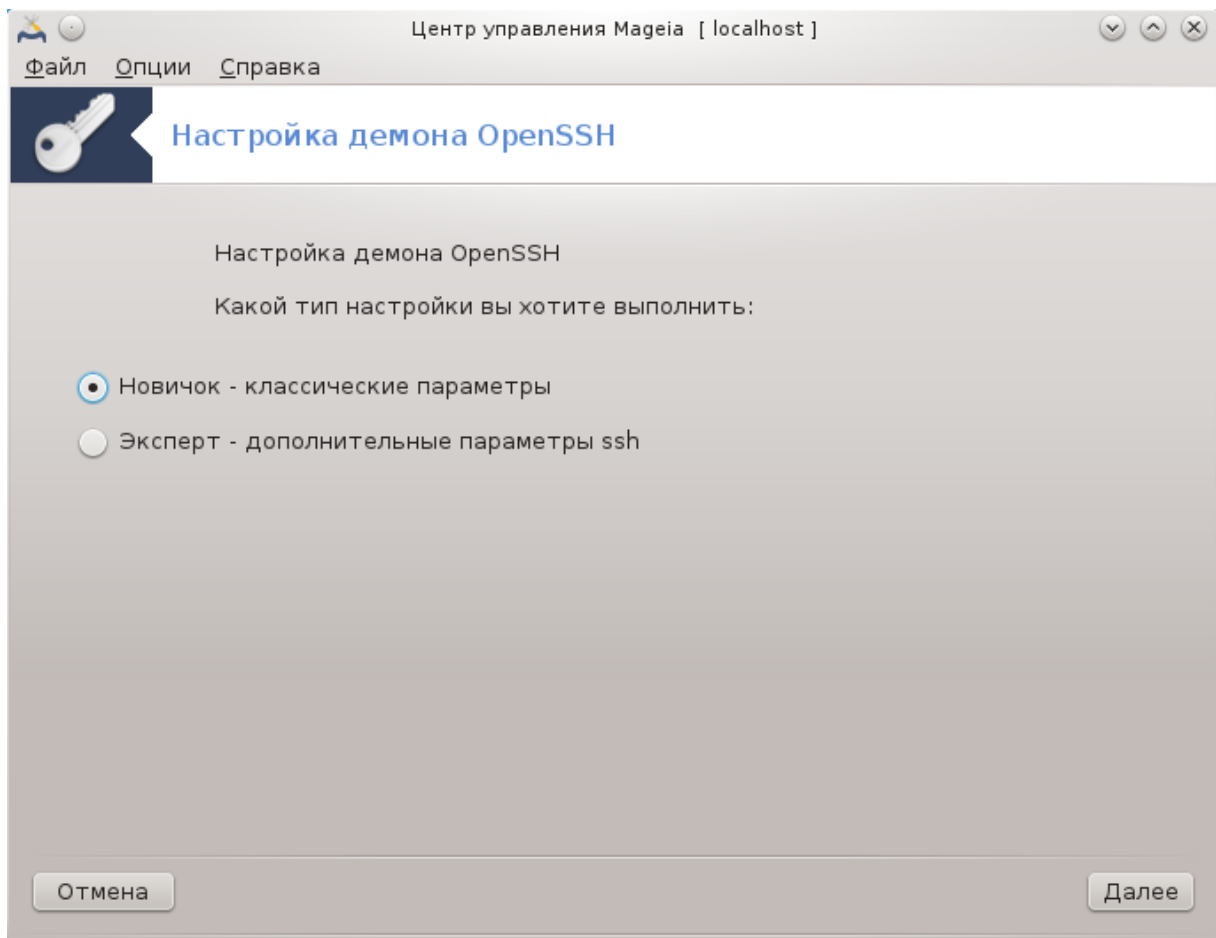 Центр управления Mageia [ localhost ]
Файл Опции Справка
Настройка демона OpenSSH
Настройка демона OpenSSH
Какой тип настройки вы хотите выполнить:
Новичок - классические параметры
Эксперт - дополнительные параметры ssh
Отмена Далее